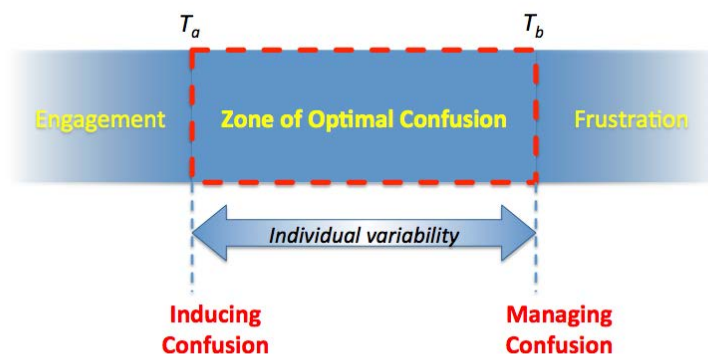 Ta Tb
Engagement Zone of Optimal Confusion Frustration
Individual variability
Inducing Managing
Confusion Confusion